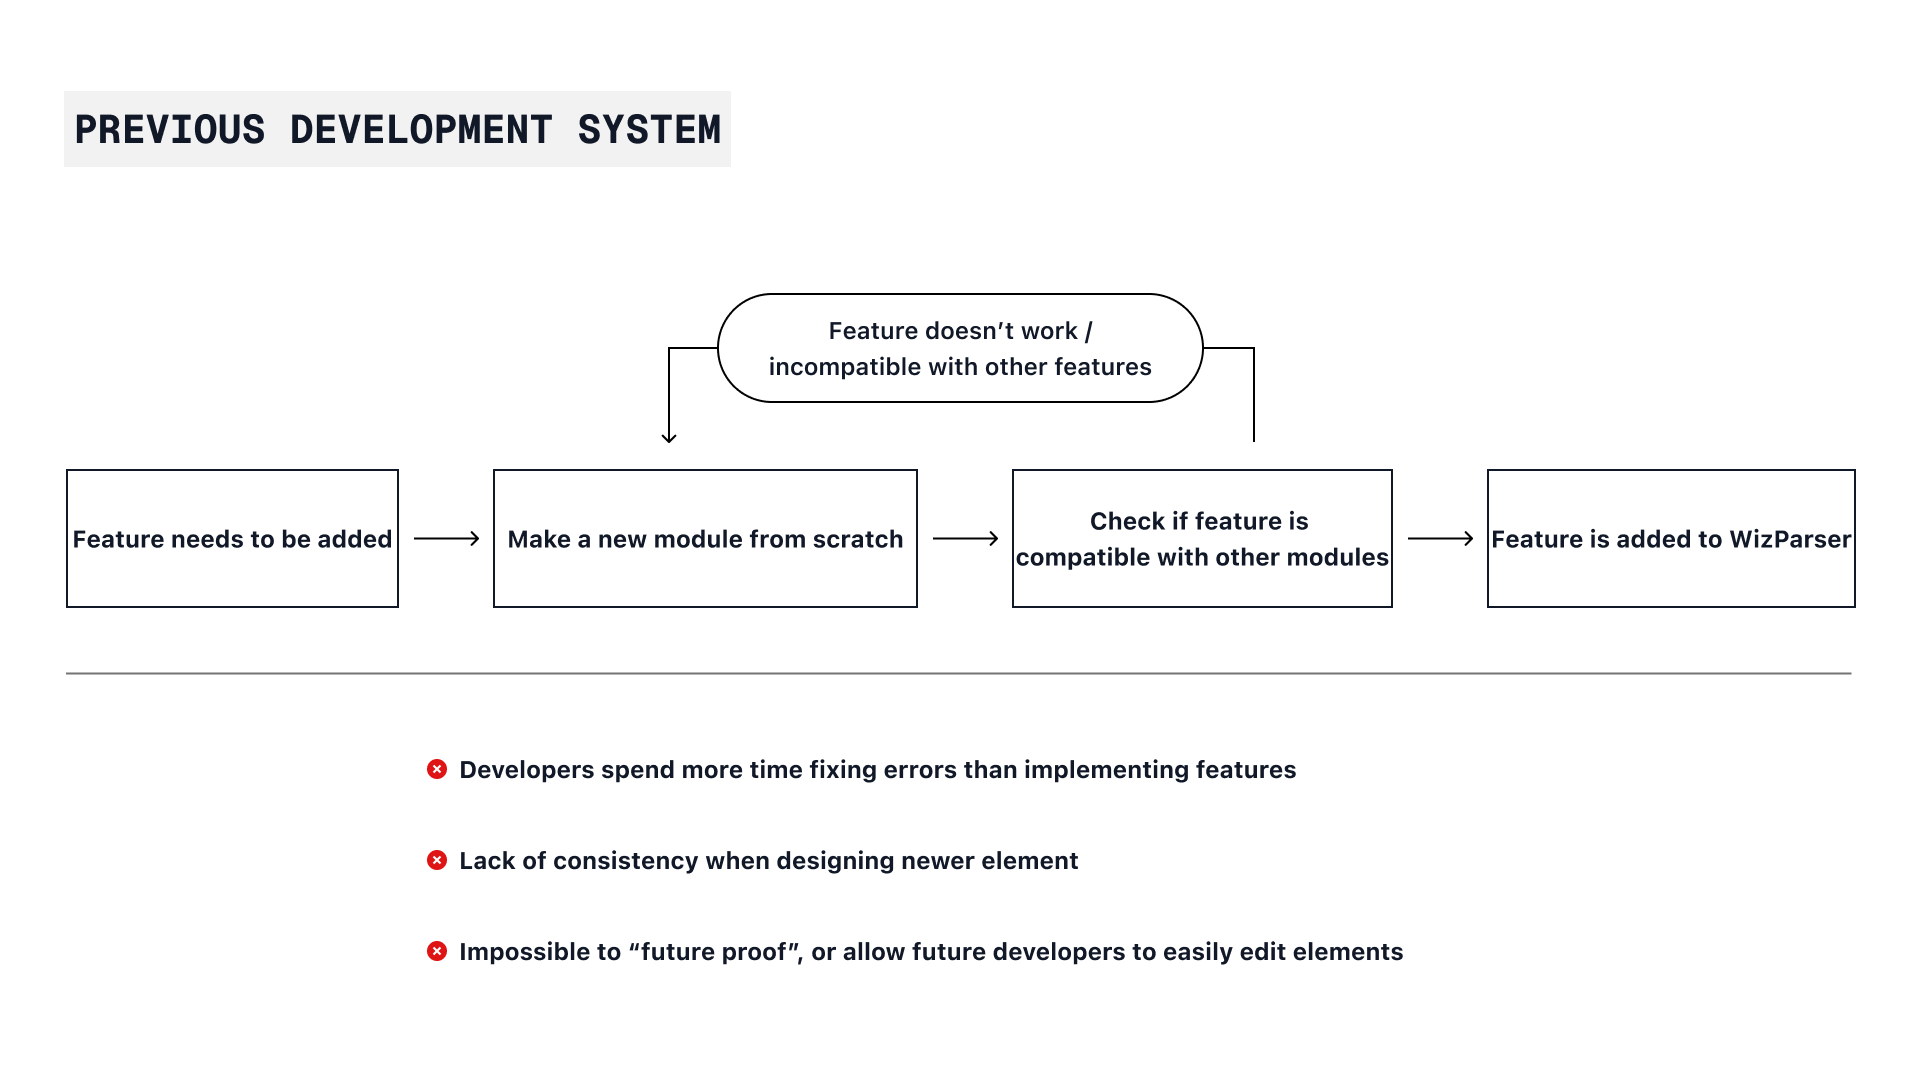 PREVIOUS DEVELOPMENT SYSTEM
Feature doesn’t work /
incompatible with other features
Feature needs to be added
Make a new module from scratch
Check if feature is
compatible with other modules
Feature is added to WizParser
Developers spend more time fixing errors than implementing features
Lack of consistency when designing newer element
Impossible to “future proof”, or allow future developers to easily edit elements